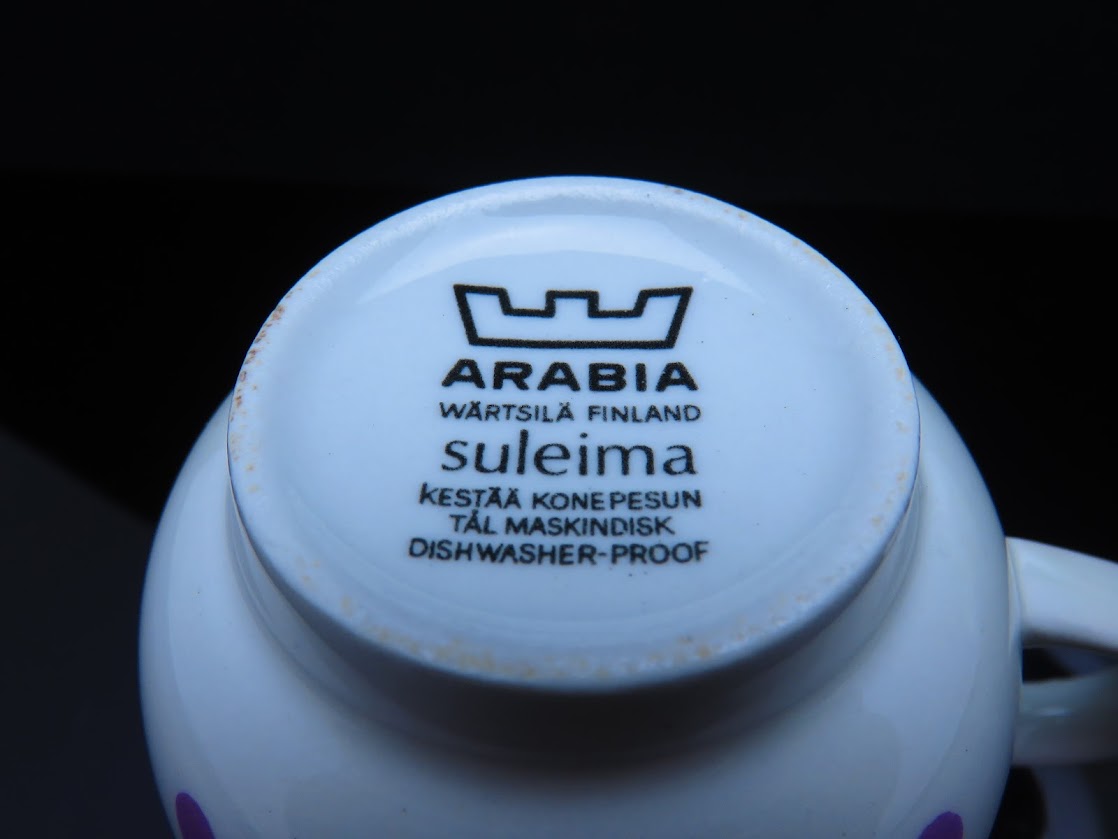 ARABIA
WÄRTSILÄ FINLAND
suleima
KESTÄÄ KONEPESUN
TÅL MASKINDISK
DISHWASHER-PROOF